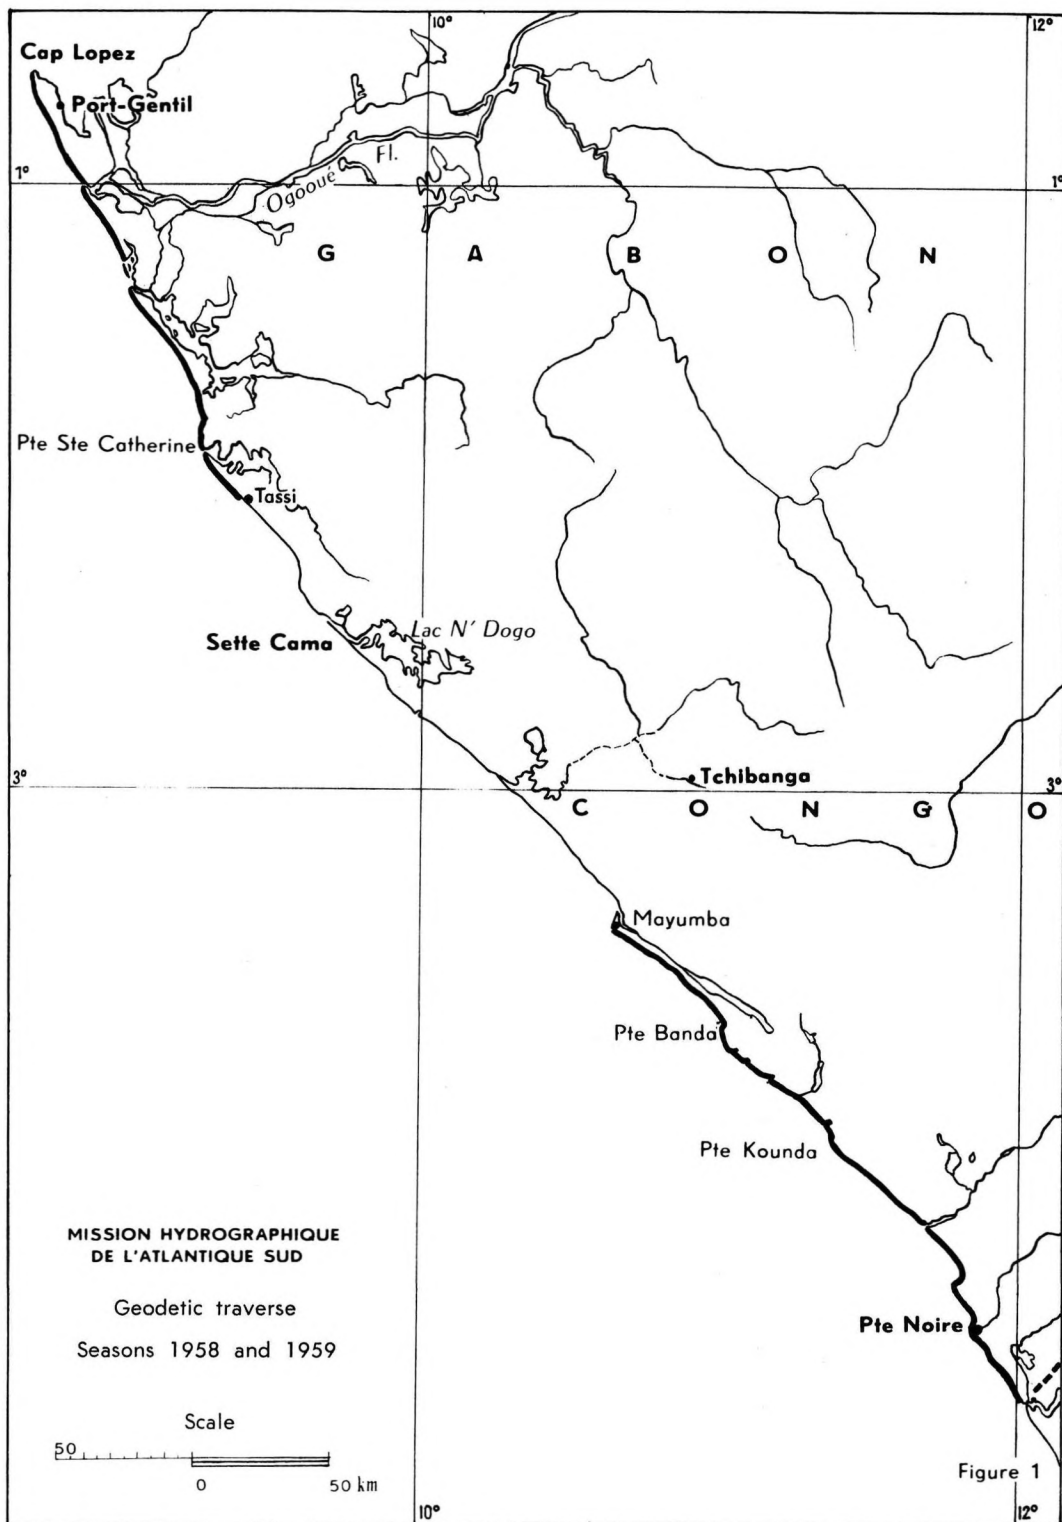 10°
12°
Cap Lopez
Port-Gentil
Fl.
1°
1°
Ogooué
G A B O N
Pte Ste Catherine
Tassi
Lac N' Dogo
Sette Cama
Tchibanga
3°
3°
C O N G O
Mayumba
Pte Banda
Pte Kounda
MISSION HYDROGRAPHIQUE
DE L'ATLANTIQUE SUD
Geodetic traverse
Seasons 1958 and 1959
Pte Noire
Scale
50
0 50 km
Figure 1
10°
12°